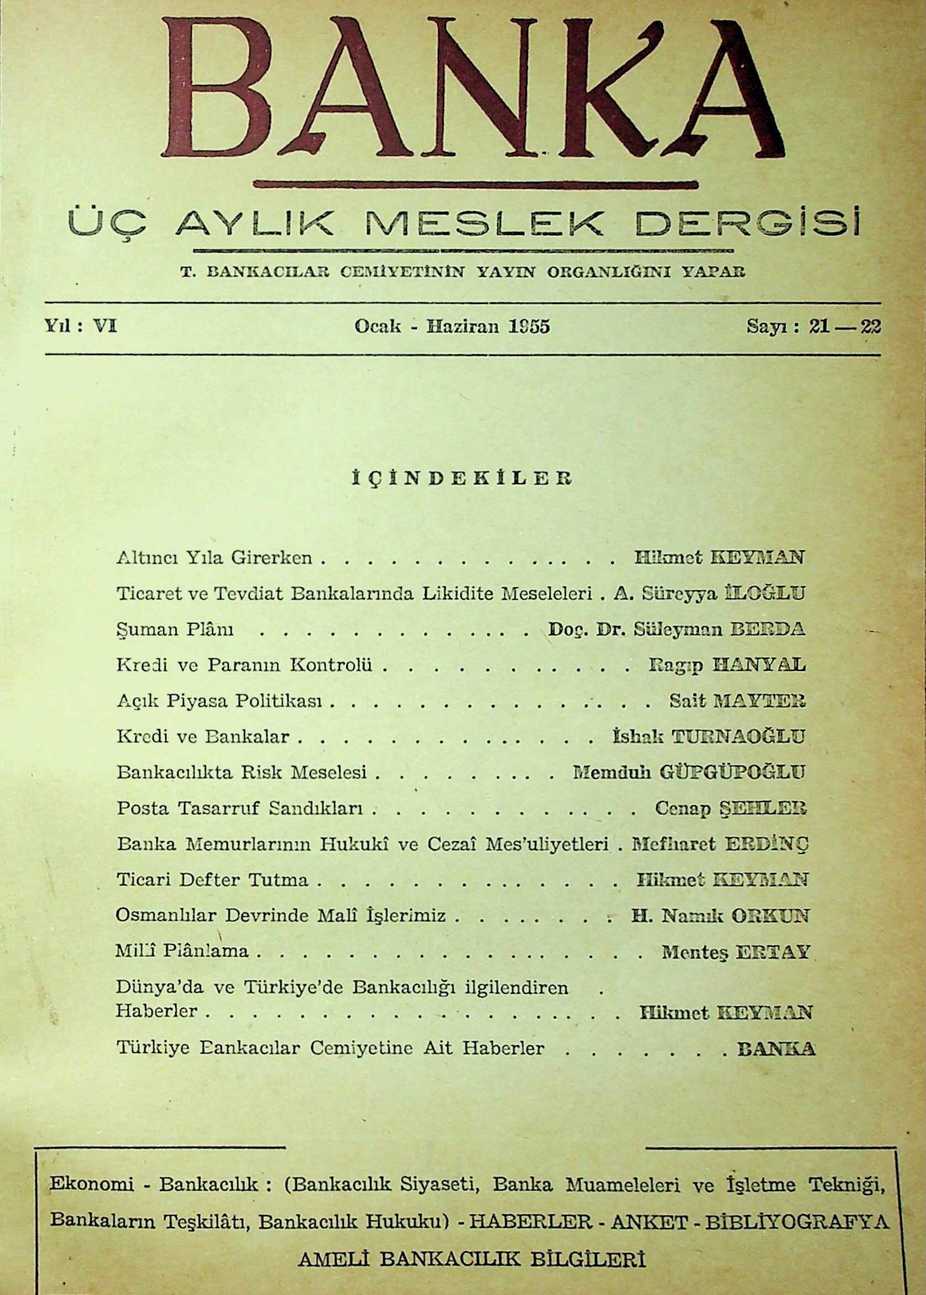 BANKA
ÜÇ AYLIK MESLEK DERGİSİ
T. BANKACILAR CEMİYETİNİN YAYIN ORGANLIĞINI YAPAR
Yıl : VI Ocak - Haziran 1955 Sayı : 21 — 22
İÇİNDEKİLER
Altıncı Yıla Girerken . . . . . . . . . . . . . Hikmet KEYMAN
Ticaret ve Tevdiat Bankalarında Likidite Meseleleri . A. Süreyya İLOĞLU
Şuman Plânı . . . . . . . . . . . . Doç. Dr. Süleyman BERDA
Kredi ve Paranın Kontrolü . . . . . . . . . . . Ragıp HANYAL
Açık Piyasa Politikası . . . . . . . . . . . . . . Sait MAYTER
Kredi ve Bankalar . . . . . . . . . . . . . İshak TURNAOĞLU
Bankacılıkta Risk Meselesi . . . . . . . . . Memduh GÜPGÜPOĞLU
Posta Tasarruf Sandıkları . . . . . . . . . . . . Cenap ŞEHLER
Banka Memurlarının Hukukî ve Cezaî Mes'uliyetleri . Mefharet ERDİNÇ
Ticari Defter Tutma . . . . . . . . . . . . . . Hikmet KEYMAN
Osmanlılar Devrinde Malî İşlerimiz . . . . . . . . H. Namık ORKUN
Millî Plânlama . . . . . . . . . . . . . . . . . Menteş ERTAY
Dünya'da ve Türkiye'de Bankacılığı ilgilendiren .
Haberler . . . . . . . . . . . . . . . . . . . Hikmet KEYMAN
Türkiye Bankacılar Cemiyetine Ait Haberler . . . . . . . BANKA
Ekonomi - Bankacılık : (Bankacılık Siyaseti, Banka Muameleleri ve İşletme Tekniği,
Bankaların Teşkilâtı, Bankacılık Hukuku) - HABERLER - ANKET - BİBLİYOGRAFYA
AMELİ BANKACILIK BİLGİLERİ